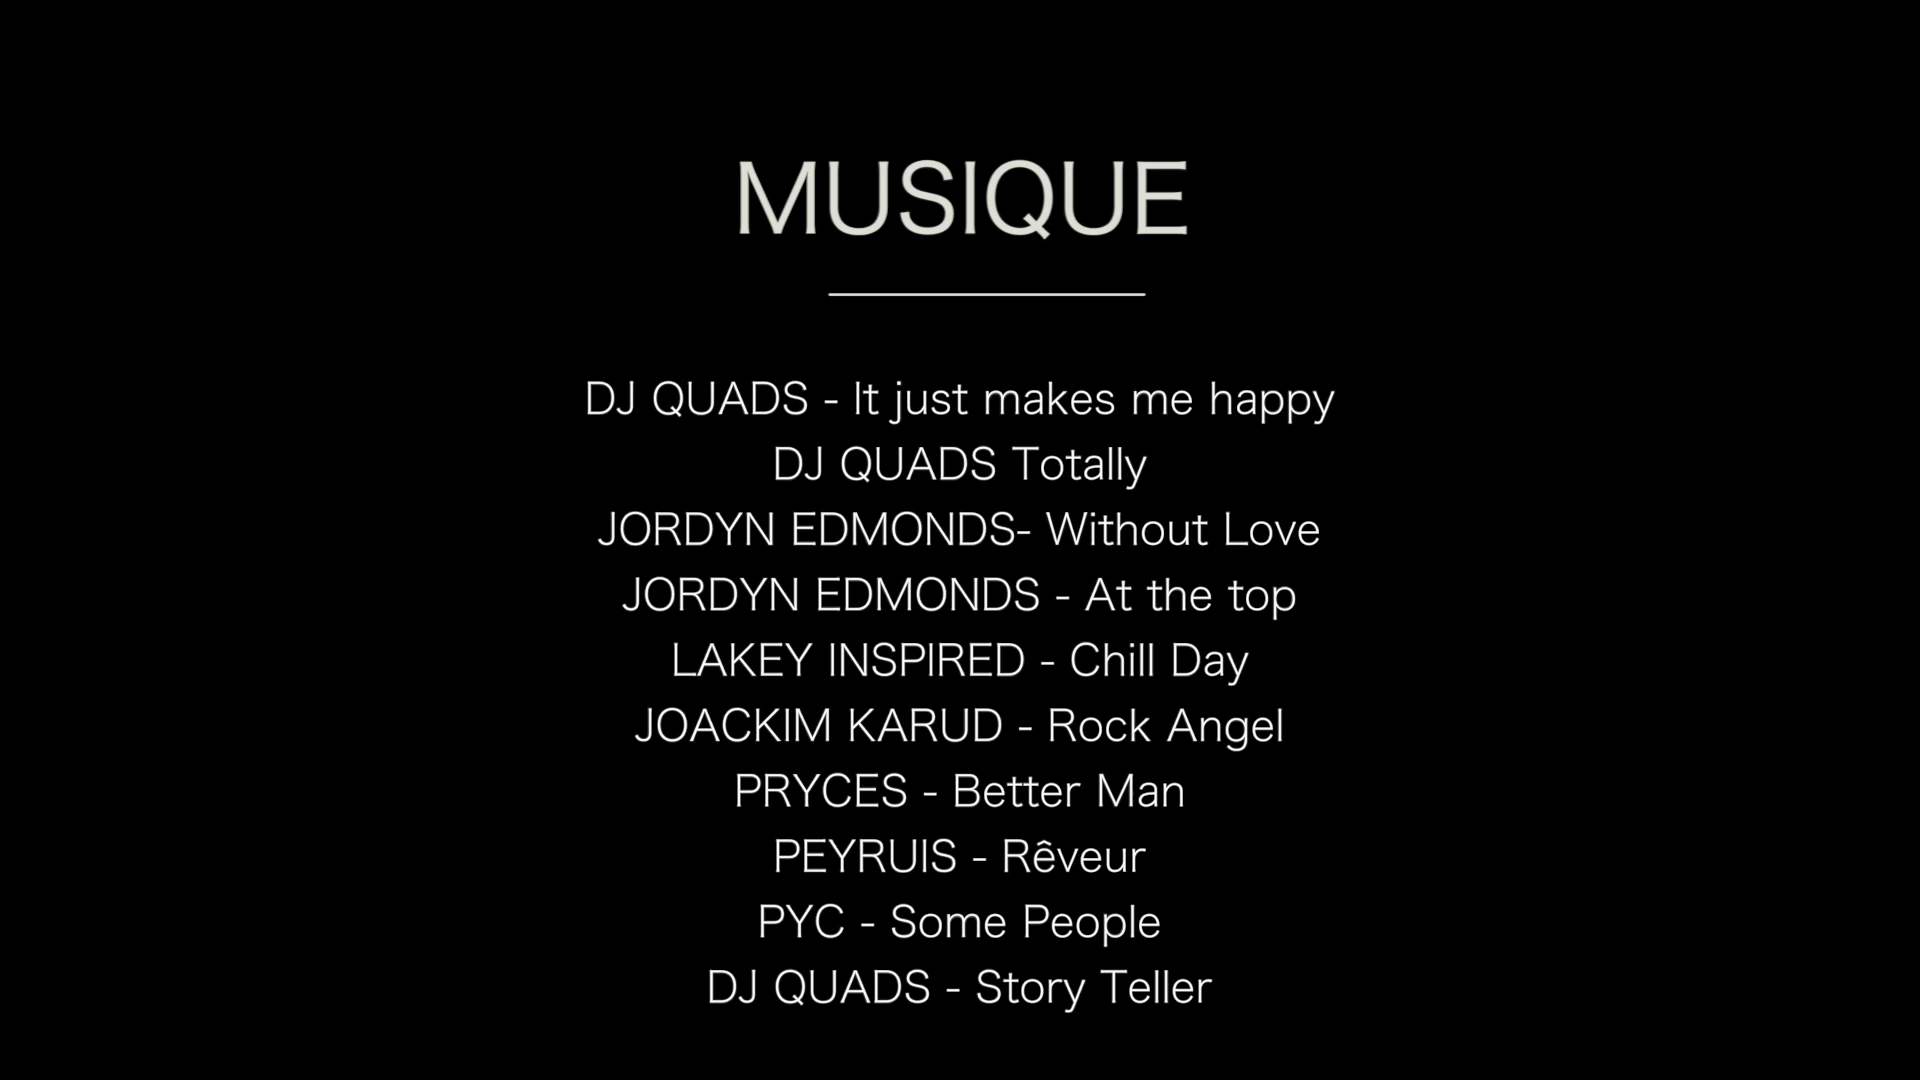 MUSIQUE
DJ QUADS - It just makes me happy
DJ QUADS Totally
JORDYN EDMONDS- Without Love
JORDYN EDMONDS - At the top
LAKEY INSPIRED - Chill Day
JOACKIM KARUD - Rock Angel
PRYCES - Better Man
PEYRUIS - Rêveur
PYC - Some People
DJ QUADS - Story Teller